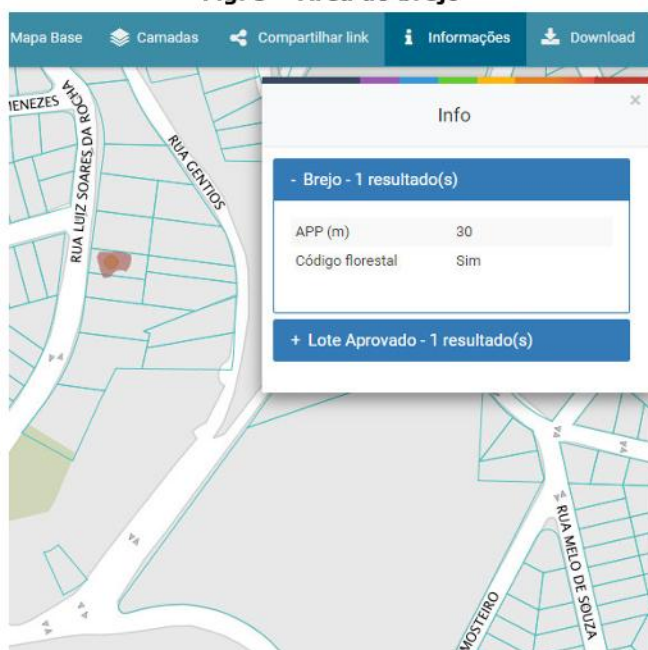 Mapa Base
Camadas
Compartilhar link
Informações
Download
MENEZES
RUA LUIZ SOARES DA ROCHA
RUA GENTIOS
Info
×
- Brejo - 1 resultado(s)
APP (m) 30
Código florestal Sim
+ Lote Aprovado - 1 resultado(s)
RUA MELO DE SOUZA
MOSTEIRO